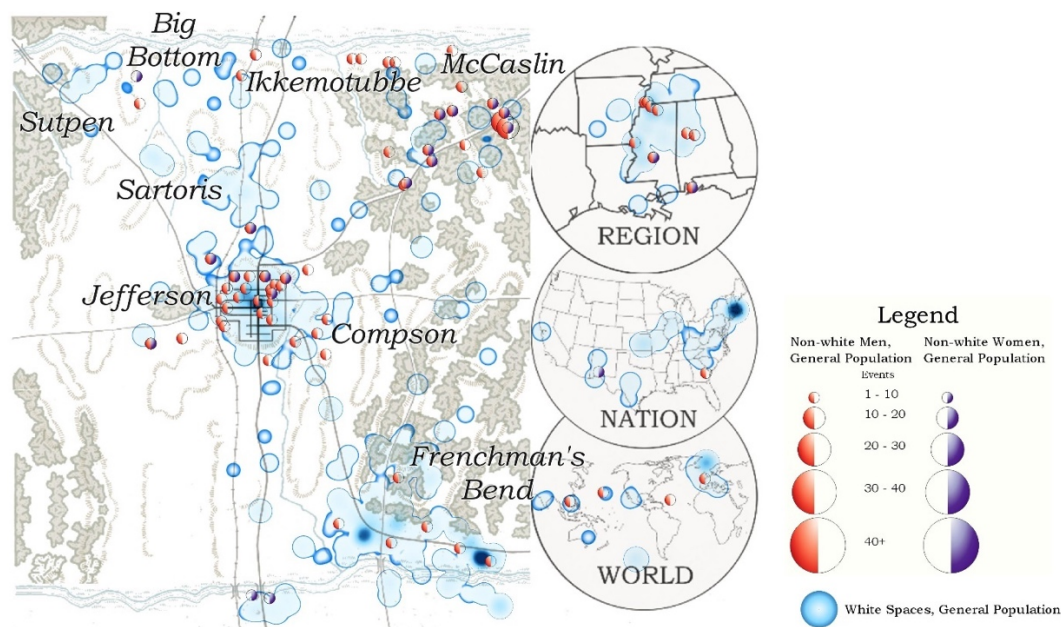 Big
Bottom
Ikkemotubbe
McCaslin
Sutpen
Sartoris
Jefferson
Compson
Frenchman's
Bend
REGION
NATION
WORLD
Legend
Non-white Men,
General Population
Non-white Women,
General Population
Events
1 - 10
10 - 20
20 - 30
30 - 40
40+
White Spaces, General Population